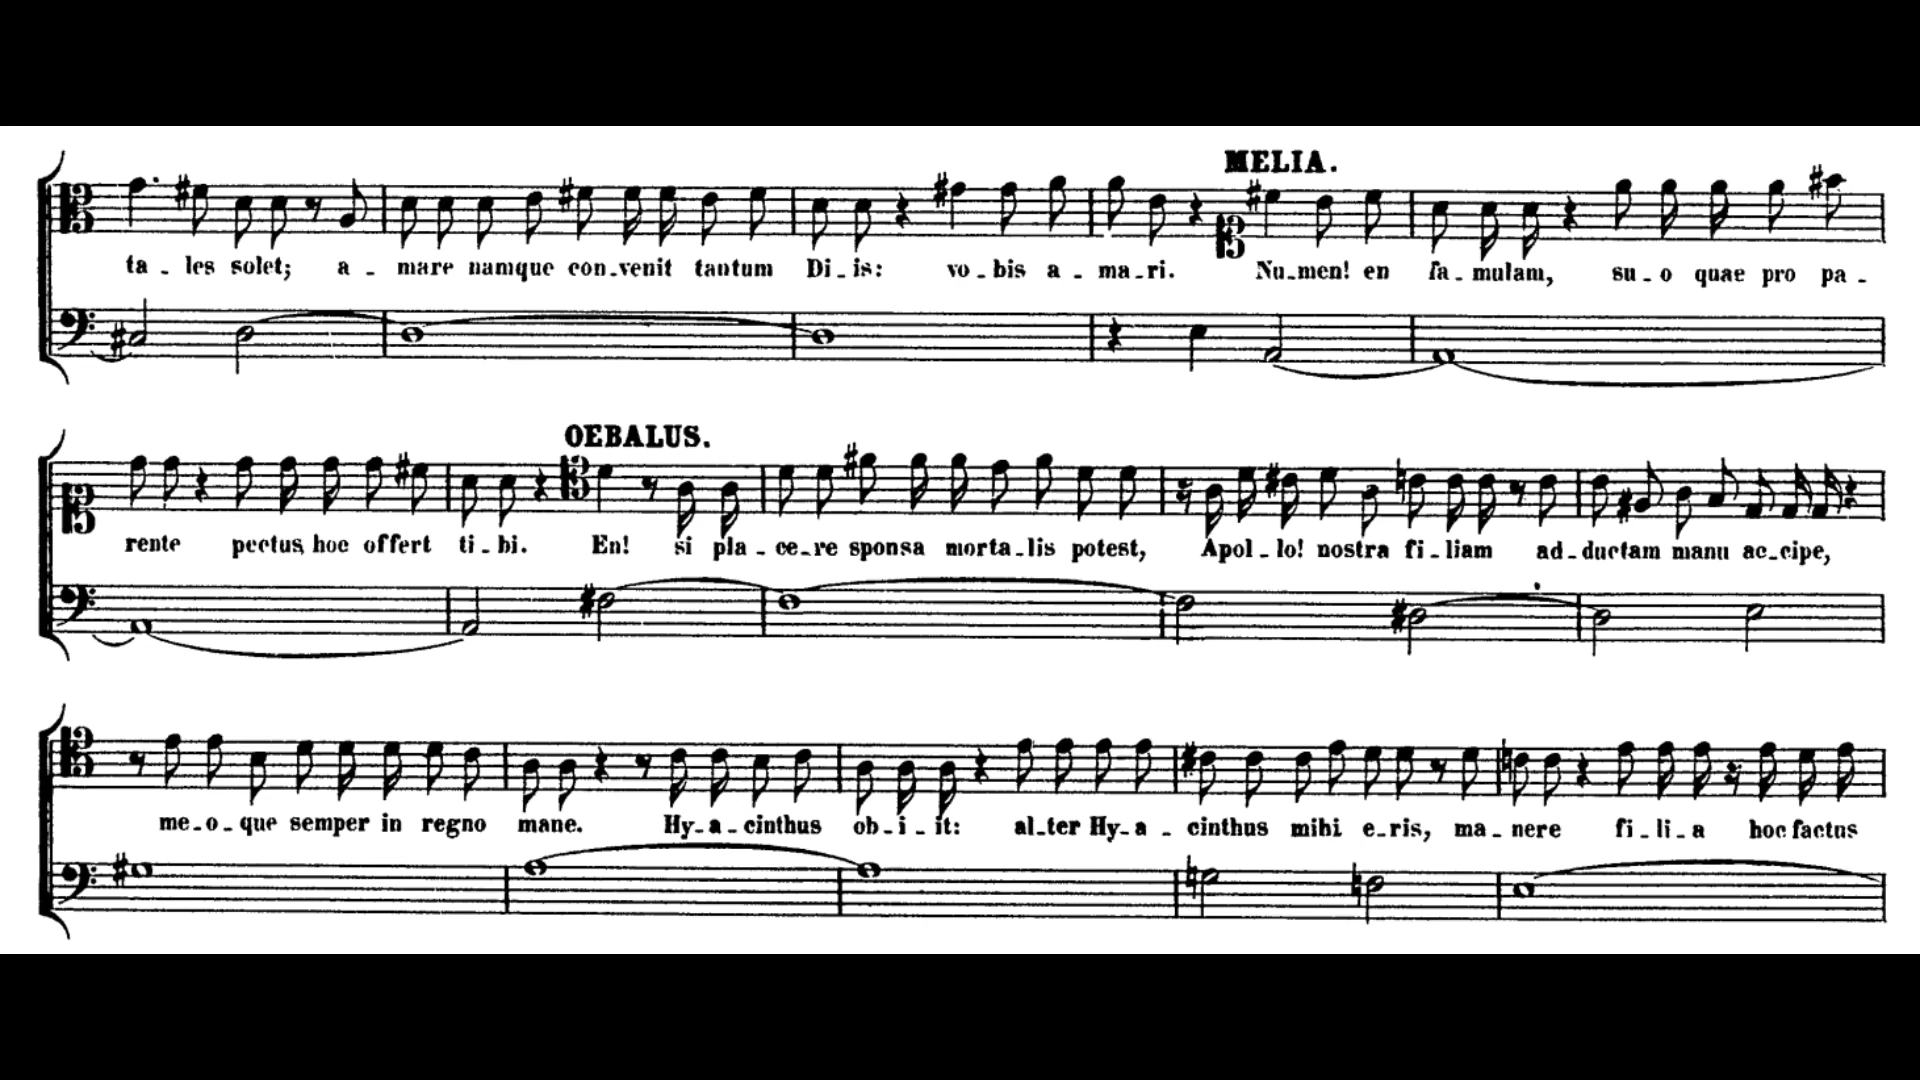 MELIA.
ta - les solet; a - mare namque con-venit tantum Di-is: vo-bis a-ma-ri. Nu-men! en fa-mulam, su-o quae pro pa-
OEBALUS.
rente pectus hoc offert ti-bi. En! si pla-ce-re sponsa morta-lis potest, Apol-lo! nostra fi-liam ad-ductam manu ac-cipe,
me-o-que semper in regno mane. Hy-a-cinthus ob-i-it: al-ter Hy-a-cinthus mihi e-ris, ma-nere fi-li-a hoc factus